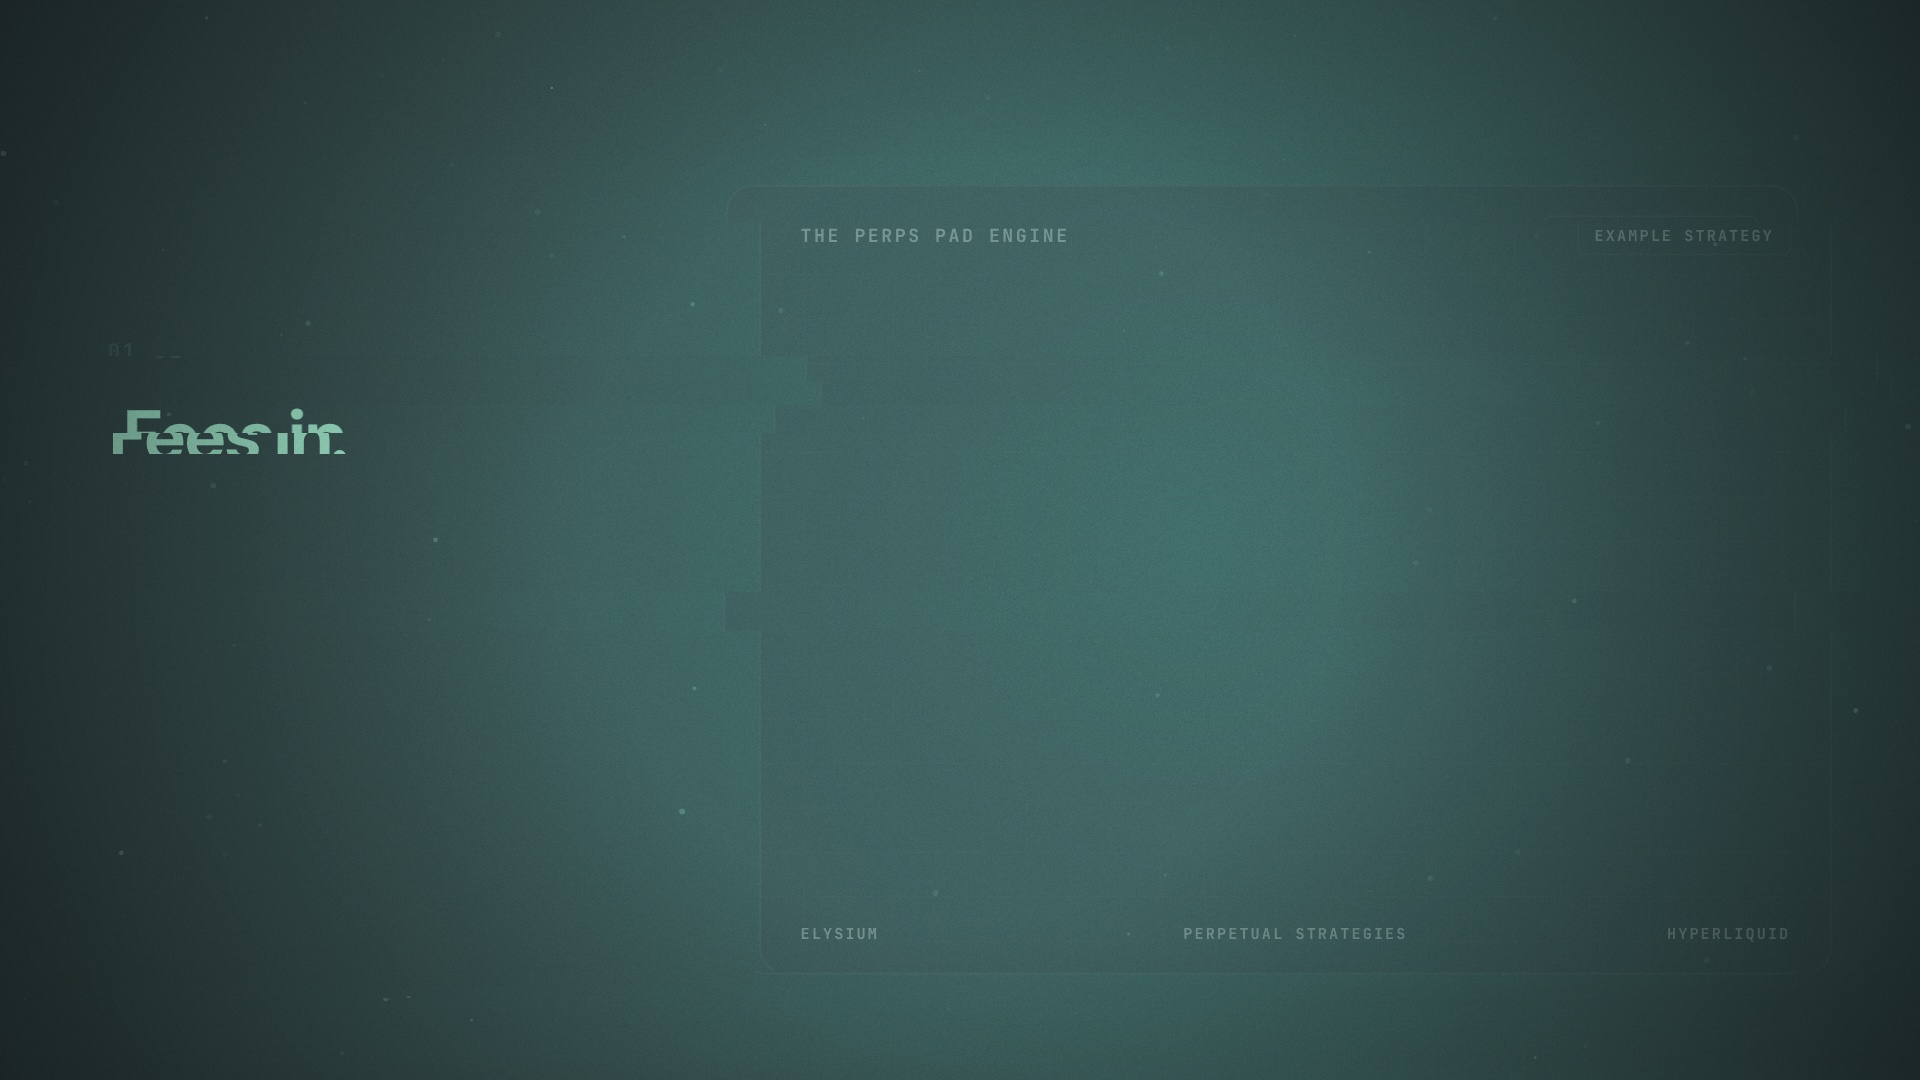 THE PERPS PAD ENGINE
EXAMPLE STRATEGY
01
Fees in.
ELYSIUM
PERPETUAL STRATEGIES
HYPERLIQUID